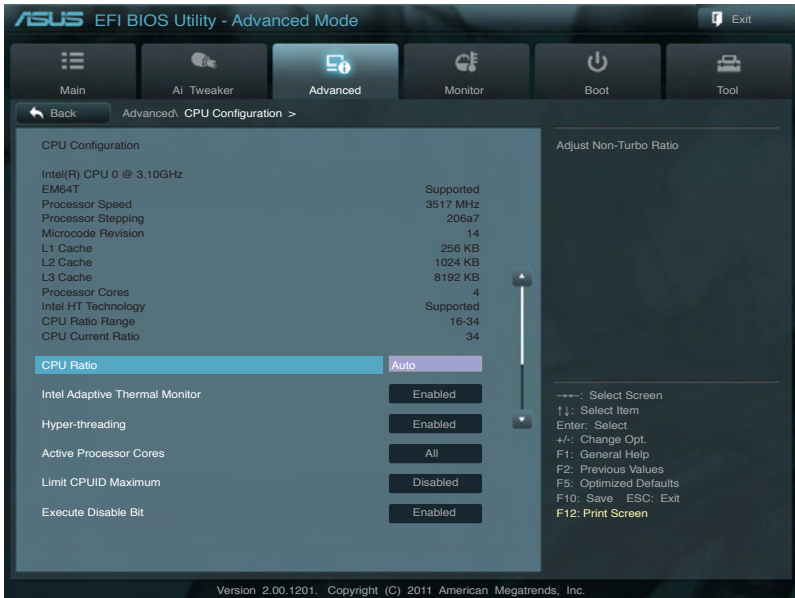 ASUS EFI BIOS Utility - Advanced Mode
Exit
Main
Ai Tweaker
Advanced
Monitor
Boot
Tool
Back
Advanced\ CPU Configuration >
CPU Configuration
Intel(R) CPU 0 @ 3.10GHz
EM64T Supported
Processor Speed 3517 MHz
Processor Stepping 206a7
Microcode Revision 14
L1 Cache 256 KB
L2 Cache 1024 KB
L3 Cache 8192 KB
Processor Cores 4
Intel HT Technology Supported
CPU Ratio Range 16-34
CPU Current Ratio 34
CPU Ratio Auto
Intel Adaptive Thermal Monitor Enabled
Hyper-threading Enabled
Active Processor Cores All
Limit CPUID Maximum Disabled
Execute Disable Bit Enabled
Adjust Non-Turbo Ratio
→←: Select Screen
↑↓: Select Item
Enter: Select
+/-: Change Opt.
F1: General Help
F2: Previous Values
F5: Optimized Defaults
F10: Save ESC: Exit
F12: Print Screen
Version 2.00.1201. Copyright (C) 2011 American Megatrends, Inc.